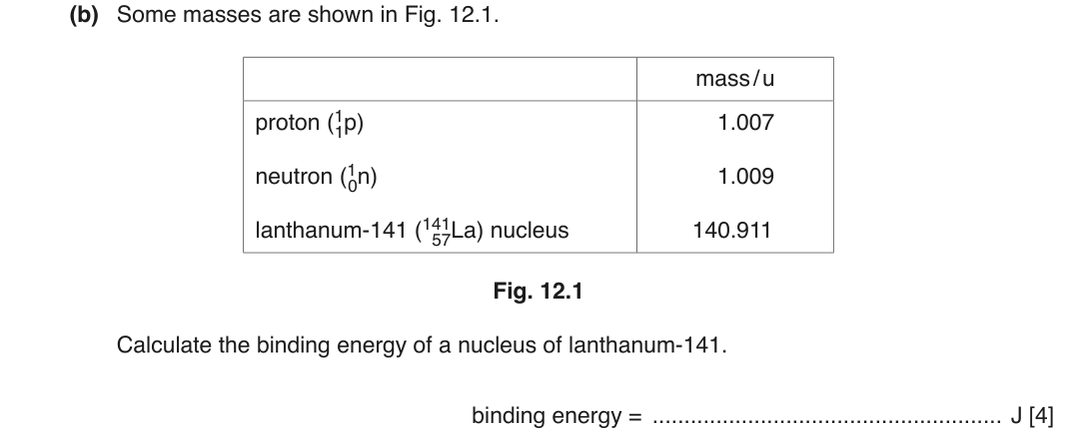 (b) Some masses are shown in Fig. 12.1.
mass/u
proton (¹₁p) 1.007
neutron (¹₀n) 1.009
lanthanum-141 (¹⁴¹₅₇La) nucleus 140.911
Fig. 12.1
Calculate the binding energy of a nucleus of lanthanum-141.
binding energy = ..................................................... J [4]